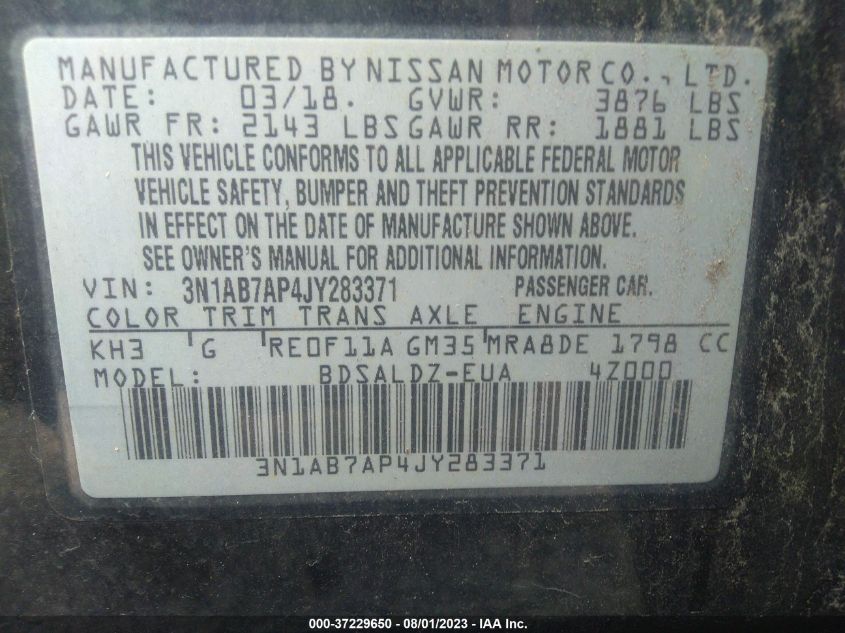 MANUFACTURED BY NISSAN MOTOR CO., LTD.
DATE: 03/18. GVWR: 3876 LBS
GAWR FR: 2143 LBS GAWR RR: 1881 LBS
THIS VEHICLE CONFORMS TO ALL APPLICABLE FEDERAL MOTOR
VEHICLE SAFETY, BUMPER AND THEFT PREVENTION STANDARDS
IN EFFECT ON THE DATE OF MANUFACTURE SHOWN ABOVE.
SEE OWNER'S MANUAL FOR ADDITIONAL INFORMATION.
VIN: 3N1AB7AP4JY283371 PASSENGER CAR.
COLOR TRIM TRANS AXLE ENGINE
KH3 G RE0F11A GM35 MRA8DE 1798 CC
MODEL: BDSALDZ-EUA 4Z000
3N1AB7AP4JY283371
000-37229650 - 08/01/2023 - IAA Inc.